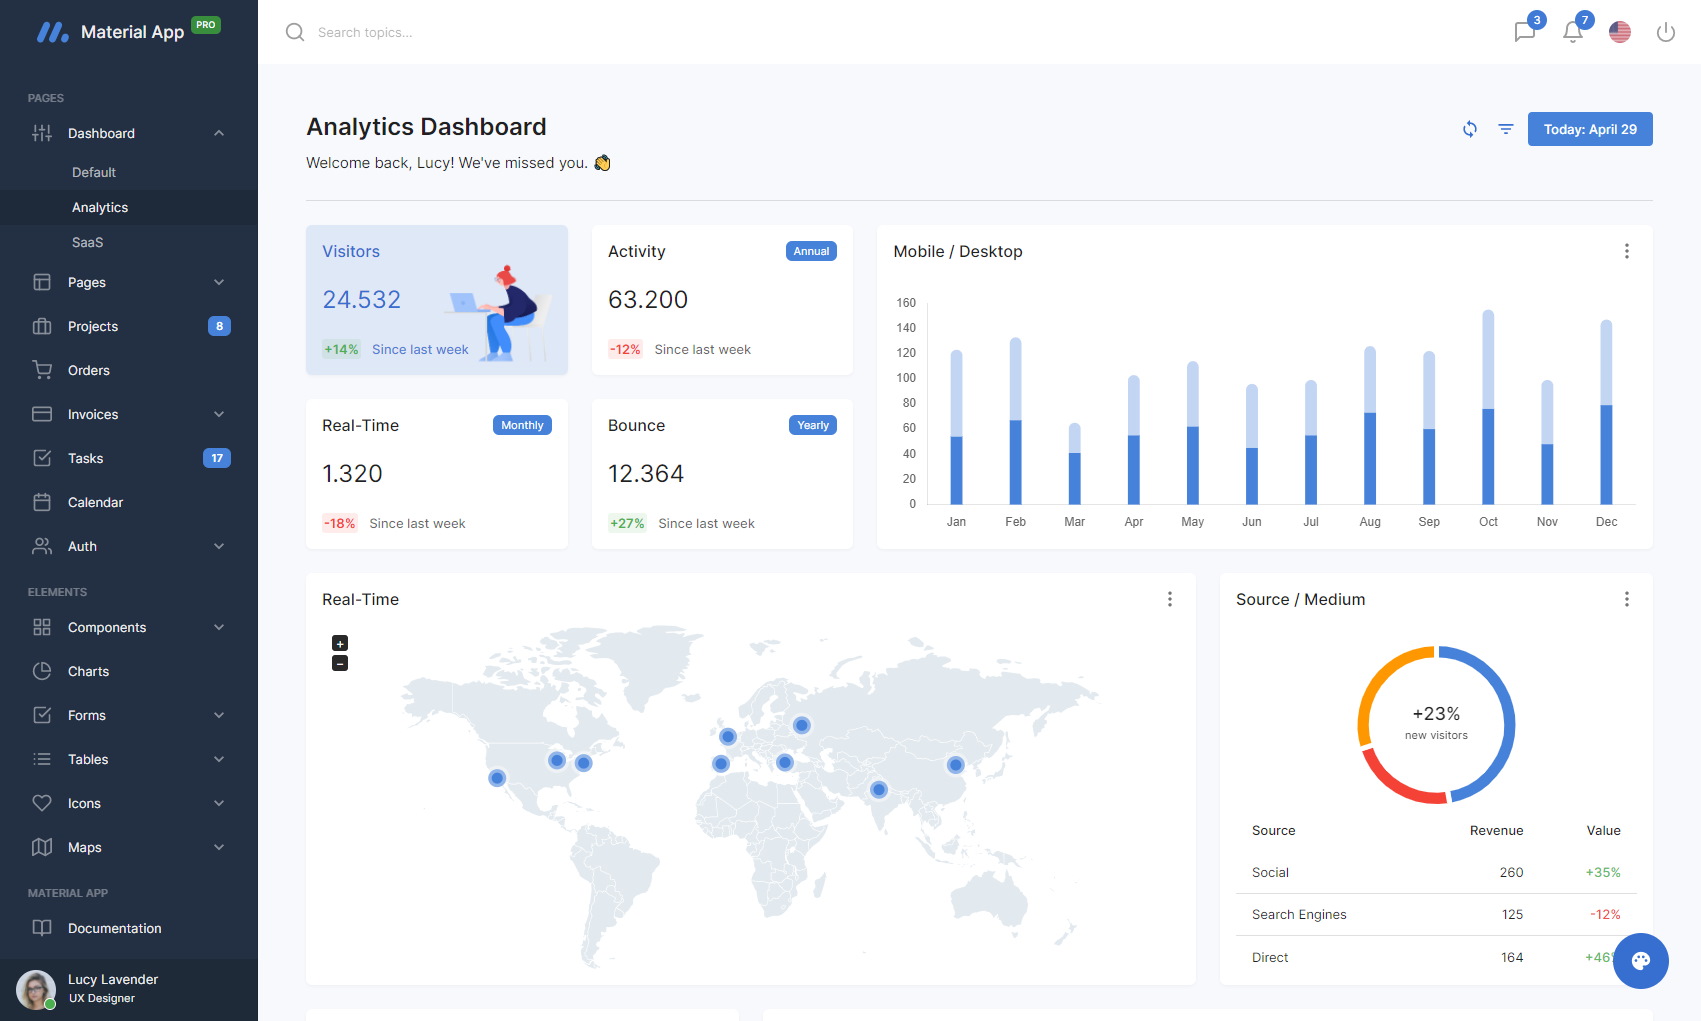 Material App PRO
PAGES
Dashboard
Default
Analytics
SaaS
Pages
Projects 8
Orders
Invoices
Tasks 17
Calendar
Auth
ELEMENTS
Components
Charts
Forms
Tables
Icons
Maps
MATERIAL APP
Documentation
Lucy Lavender
UX Designer
Search topics...
3
7
Analytics Dashboard
Welcome back, Lucy! We've missed you. 👏
Today: April 29
Visitors
24.532
+14% Since last week
Activity Annual
63.200
-12% Since last week
Real-Time Monthly
1.320
-18% Since last week
Bounce Yearly
12.364
+27% Since last week
Mobile / Desktop
160
140
120
100
80
60
40
20
0
Jan Feb Mar Apr May Jun Jul Aug Sep Oct Nov Dec
Real-Time
+
−
Source / Medium
+23%
new visitors
Source Revenue Value
Social 260 +35%
Search Engines 125 -12%
Direct 164 +46